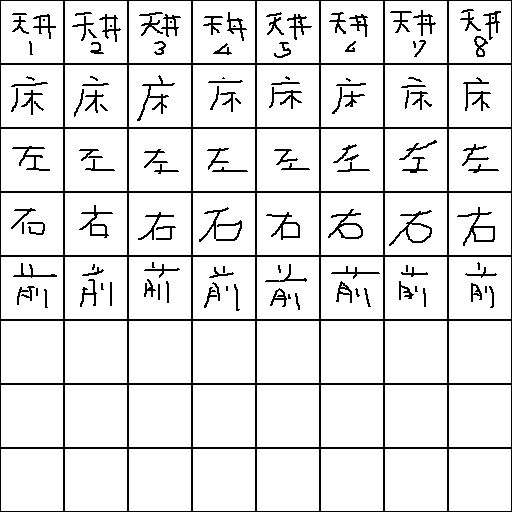 天井1 天井2 天井3 天井4 天井5 天井6 天井7 天井8
床 床 床 床 床 床 床 床
左 左 左 左 左 左 左 左
右 右 右 右 右 右 右 右
前 前 前 前 前 前 前 前